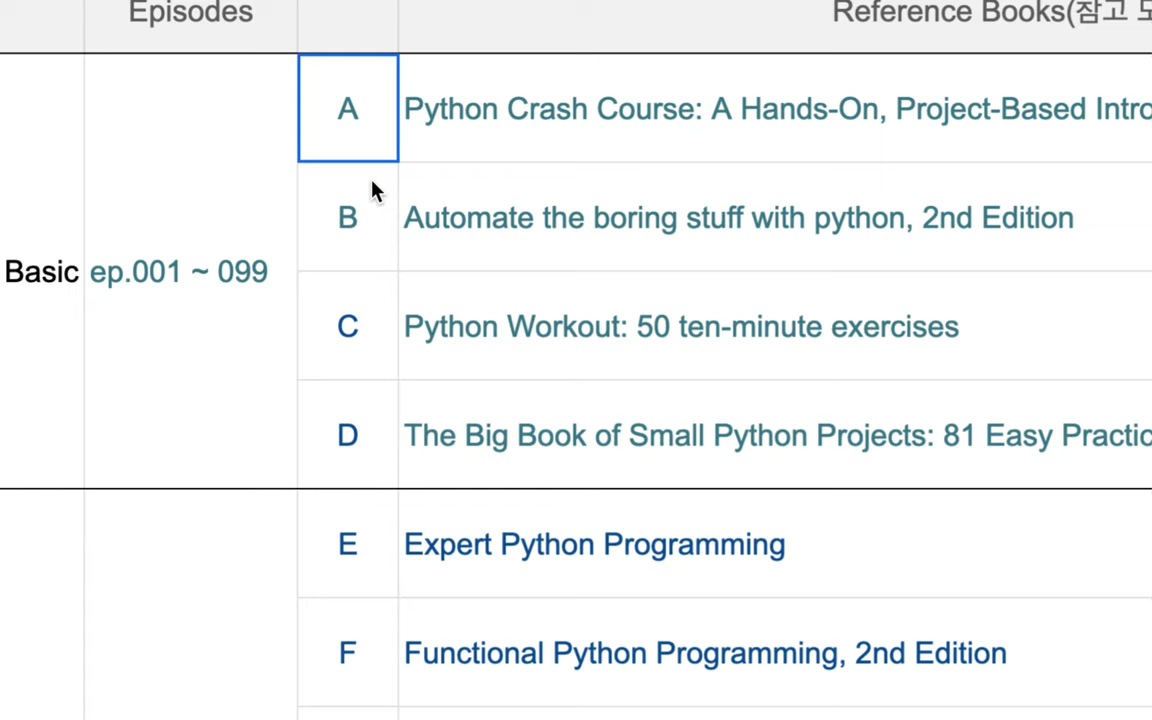 Episodes
Reference Books(참고
A Python Crash Course: A Hands-On, Project-Based
B Automate the boring stuff with python, 2nd Edition
Basic ep.001 ~ 099
C Python Workout: 50 ten-minute exercises
D The Big Book of Small Python Projects: 81 Easy
E Expert Python Programming
F Functional Python Programming, 2nd Edition